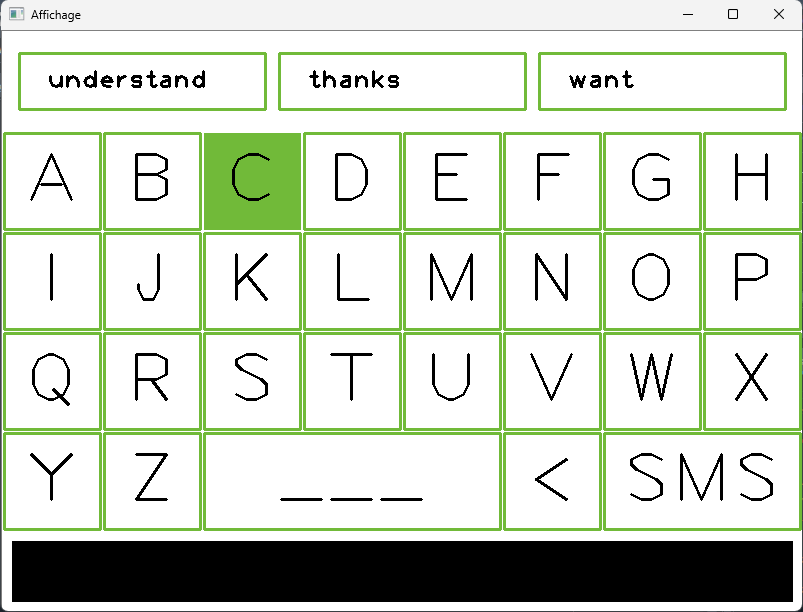 Affichage
understand thanks want
A B C D E F G H
I J K L M N O P
Q R S T U V W X
Y Z ___ < SMS